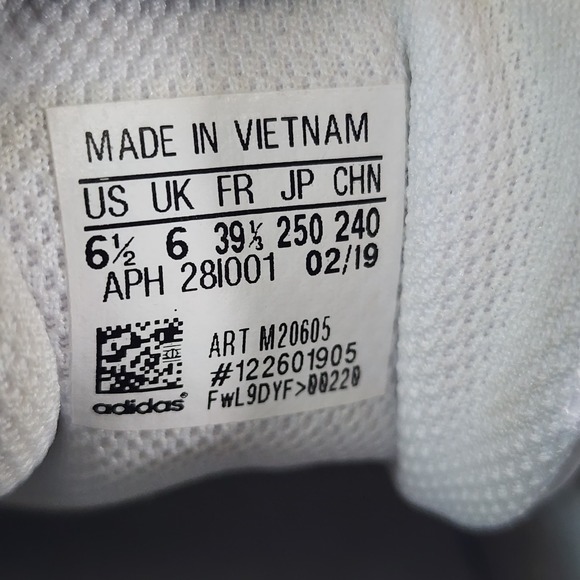 MADE IN VIETNAM
US UK FR JP CHN
6½ 6 39⅓ 250 240
APH 28I001 02/19
ART M20605
#122601905
FwL9DYF>00220
adidas®